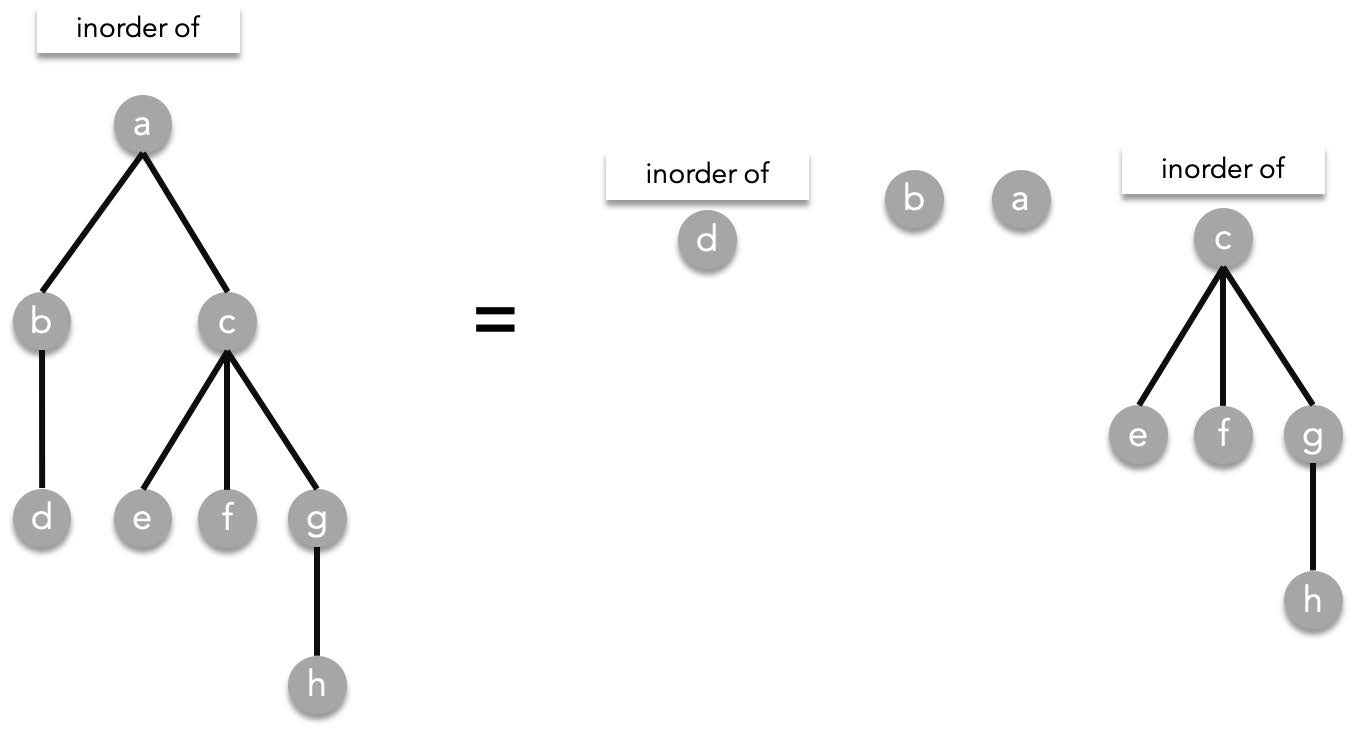 inorder of
a
b c
d e f g
h
=
inorder of
d
b a
inorder of
c
e f g
h